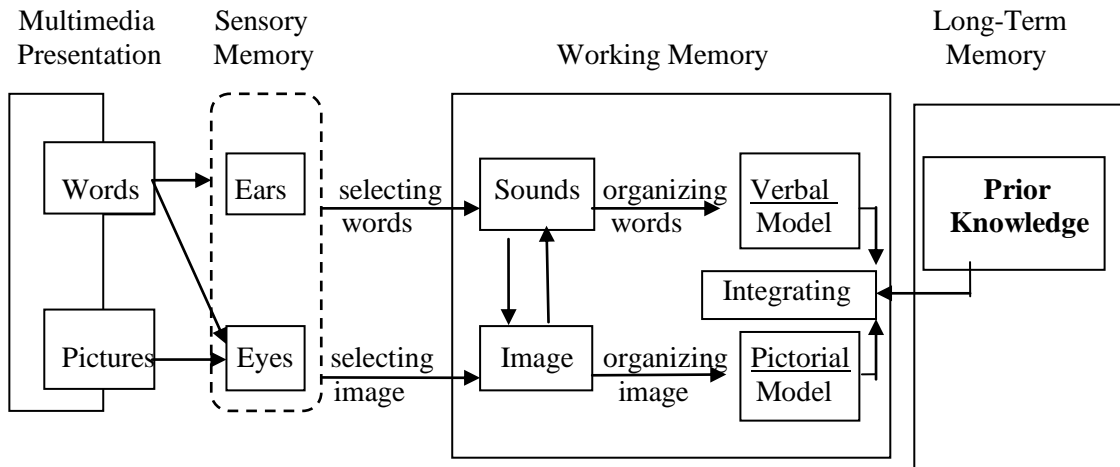 Multimedia
Presentation
Sensory
Memory
Working Memory
Long-Term
Memory
Words
Pictures
Ears
Eyes
selecting
words
selecting
image
Sounds
Image
organizing
words
organizing
image
Verbal
Model
Integrating
Pictorial
Model
Prior
Knowledge